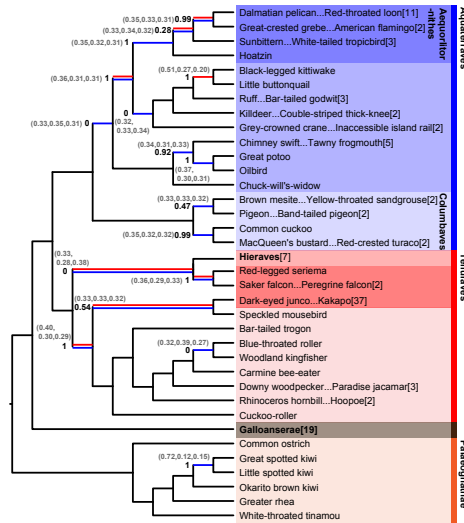 Aquaterraves
Dalmatian pelican...Red-throated loon[11]
Great-crested grebe...American flamingo[2]
Sunbittern...White-tailed tropicbird[3]
Hoatzin
Aequorlitor
-nithes
Black-legged kittiwake
Little buttonquail
Ruff...Bar-tailed godwit[3]
Killdeer...Couble-striped thick-knee[2]
Grey-crowned crane...Inaccessible island rail[2]
Chimney swift...Tawny frogmouth[5]
Great potoo
Oilbird
Chuck-will's-widow
Brown mesite...Yellow-throated sandgrouse[2]
Pigeon...Band-tailed pigeon[2]
Common cuckoo
MacQueen's bustard...Red-crested turaco[2]
Columbaves
Hieraves[7]
Red-legged seriema
Saker falcon...Peregrine falcon[2]
Dark-eyed junco...Kakapo[37]
Speckled mousebird
Bar-tailed trogon
Blue-throated roller
Woodland kingfisher
Carmine bee-eater
Downy woodpecker...Paradise jacamar[3]
Rhinoceros hornbill...Hoopoe[2]
Cuckoo-roller
Telluraves
Galloanserae[19]
Common ostrich
Great spotted kiwi
Little spotted kiwi
Okarito brown kiwi
Greater rhea
White-throated tinamou
Palaeognathae
(0.35,0.33,0.31) 0.99
(0.33,0.34,0.32) 0.28
(0.35,0.32,0.31) 1
(0.36,0.31,0.31) 1
(0.51,0.27,0.20)
1
0
(0.32,
0.33,0.34)
(0.33,0.35,0.31) 0
(0.34,0.31,0.33)
0.92
1
(0.37,
0.30,0.31)
(0.33,0.33,0.32)
0.47
(0.35,0.32,0.32) 0.99
(0.33,
0.28,0.38)
0
(0.36,0.29,0.33) 1
(0.33,0.33,0.32)
0.54
(0.40,
0.30,0.29)
1
(0.32,0.39,0.27)
0
(0.72,0.12,0.15)
1